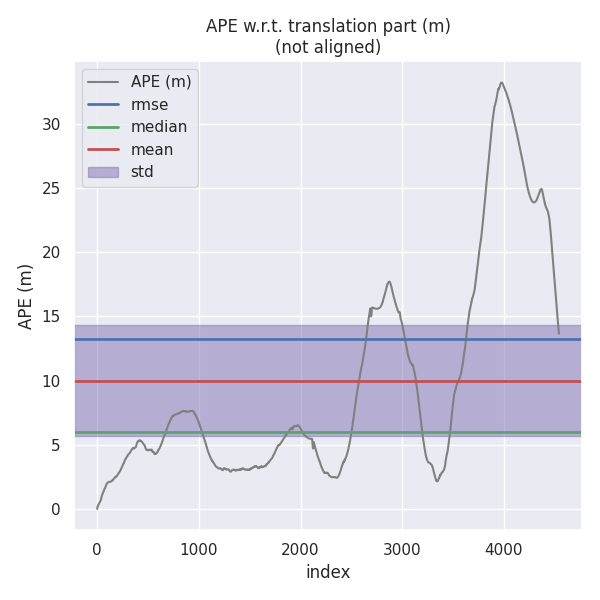 APE w.r.t. translation part (m)
(not aligned)
APE (m)
rmse
median
mean
std
APE (m)
30
25
20
15
10
5
0
0 1000 2000 3000 4000
index